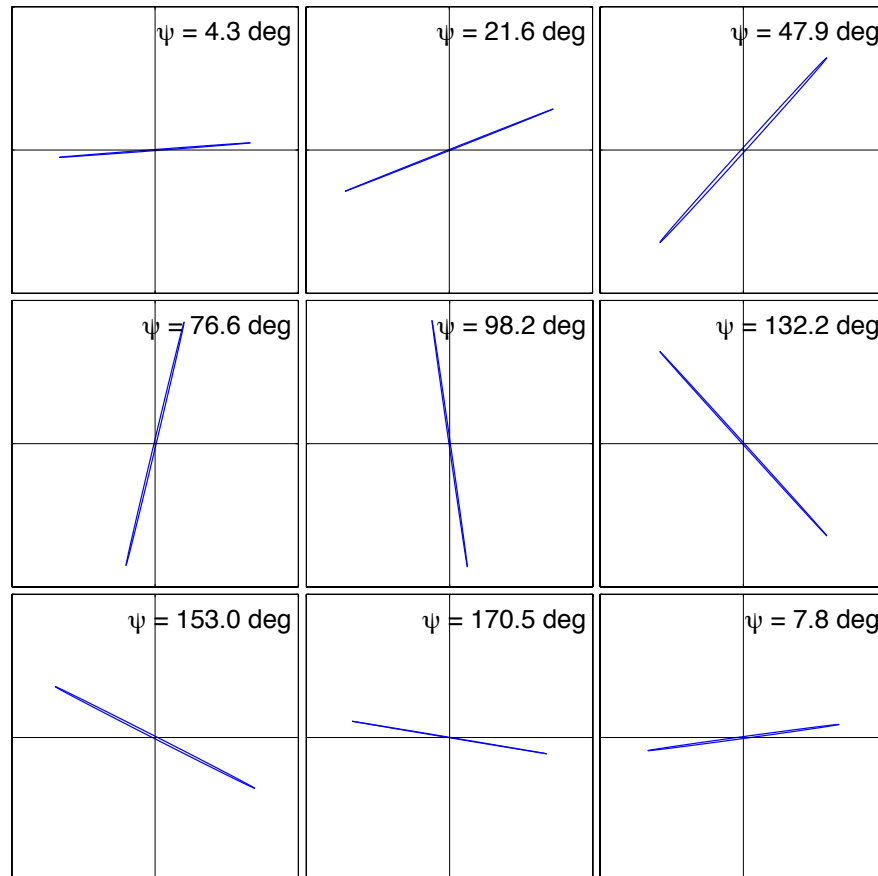 ψ = 4.3 deg
ψ = 21.6 deg
ψ = 47.9 deg
ψ = 76.6 deg
ψ = 98.2 deg
ψ = 132.2 deg
ψ = 153.0 deg
ψ = 170.5 deg
ψ = 7.8 deg